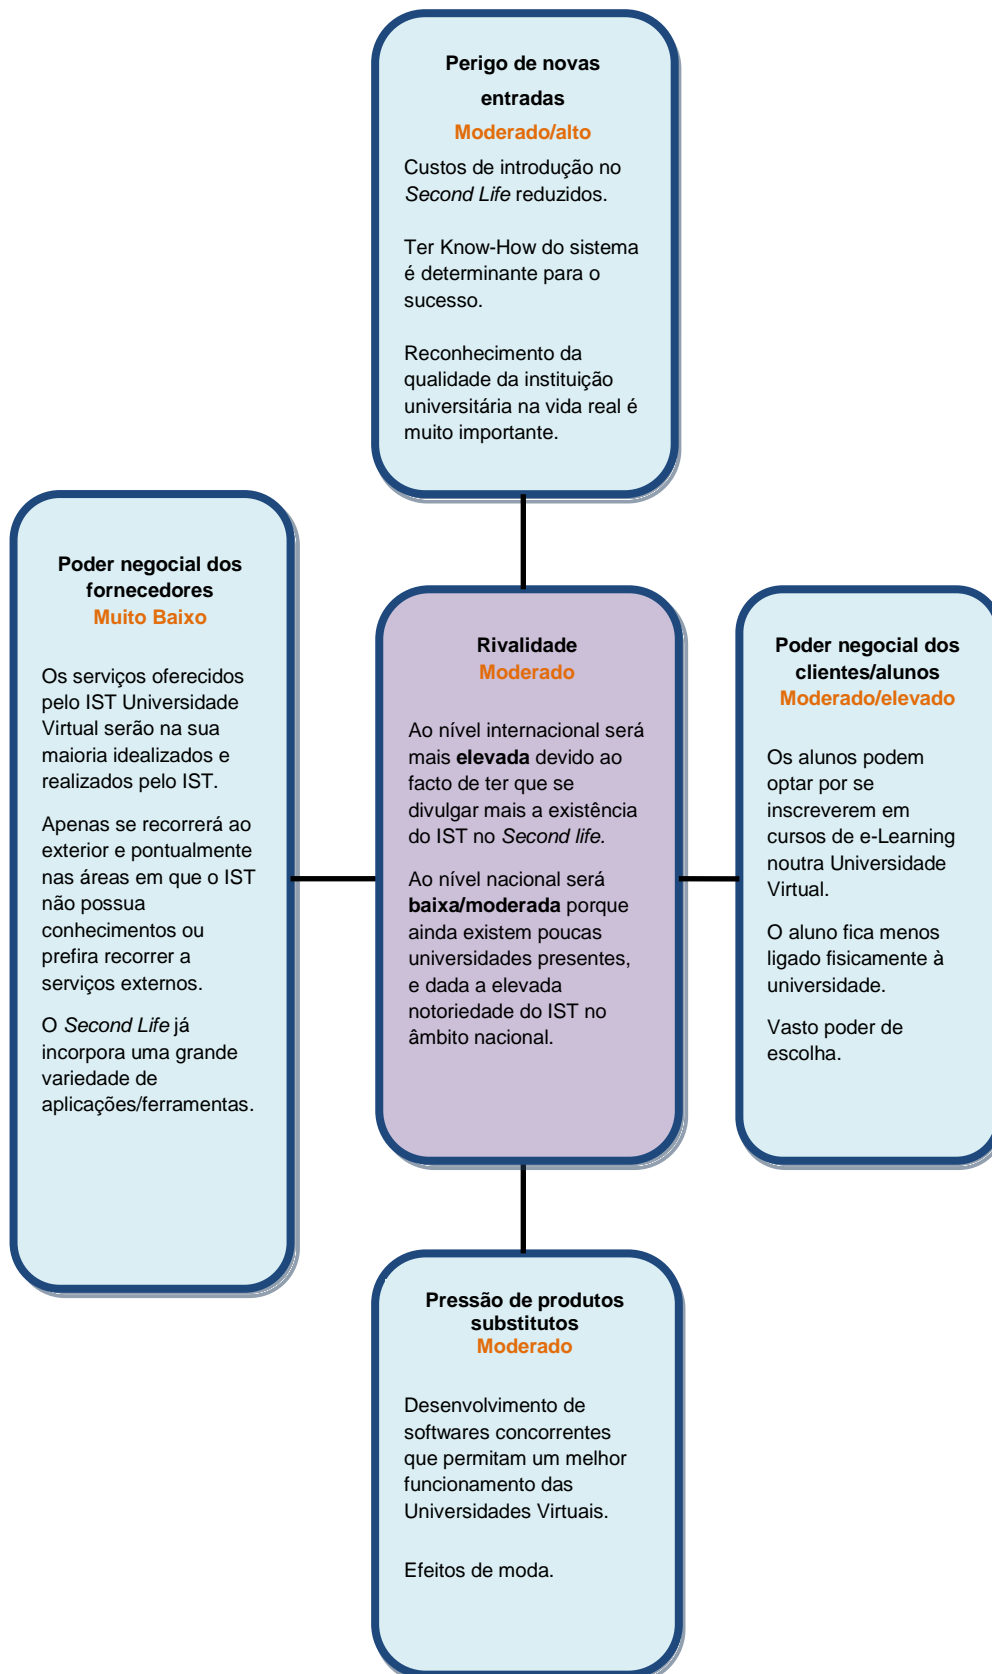 Perigo de novas
entradas
Moderado/alto
Custos de introdução no
Second Life reduzidos.
Ter Know-How do sistema
é determinante para o
sucesso.
Reconhecimento da
qualidade da instituição
universitária na vida real é
muito importante.
Poder negocial dos
fornecedores
Muito Baixo
Os serviços oferecidos
pelo IST Universidade
Virtual serão na sua
maioria idealizados e
realizados pelo IST.
Apenas se recorrerá ao
exterior e pontualmente
nas áreas em que o IST
não possua
conhecimentos ou
prefira recorrer a
serviços externos.
O Second Life já
incorpora uma grande
variedade de
aplicações/ferramentas.
Rivalidade
Moderado
Ao nível internacional será
mais elevada devido ao
facto de ter que se
divulgar mais a existência
do IST no Second life.
Ao nível nacional será
baixa/moderada porque
ainda existem poucas
universidades presentes,
e dada a elevada
notoriedade do IST no
âmbito nacional.
Poder negocial dos
clientes/alunos
Moderado/elevado
Os alunos podem
optar por se
inscreverem em
cursos de e-Learning
noutra Universidade
Virtual.
O aluno fica menos
ligado fisicamente à
universidade.
Vasto poder de
escolha.
Pressão de produtos
substitutos
Moderado
Desenvolvimento de
softwares concorrentes
que permitam um melhor
funcionamento das
Universidades Virtuais.
Efeitos de moda.